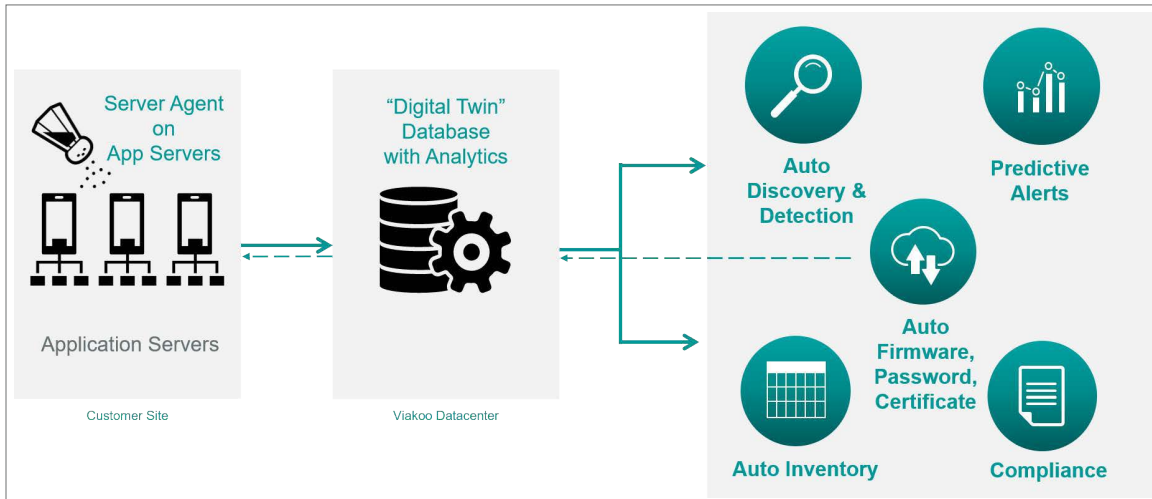 Server Agent
on
App Servers
Application Servers
Customer Site
“Digital Twin”
Database
with Analytics
Viakoo Datacenter
Auto
Discovery &
Detection
Predictive
Alerts
Auto
Firmware,
Password,
Certificate
Auto Inventory
Compliance